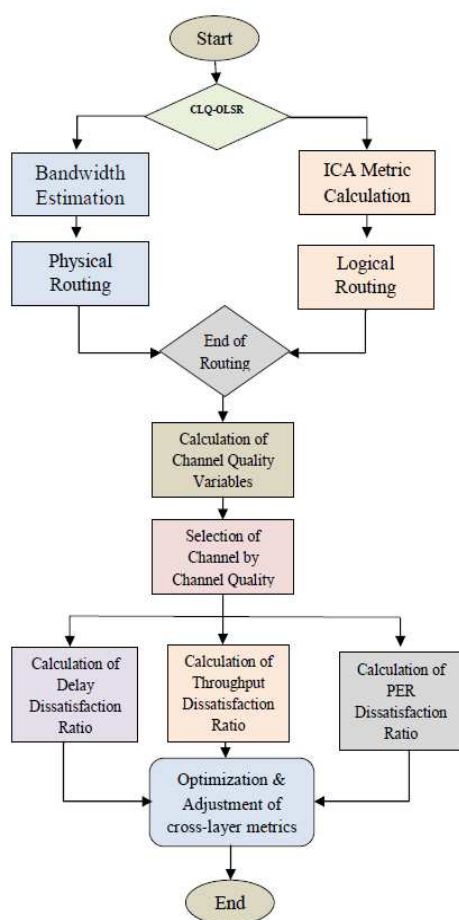 Start
CLQ-OLSR
Bandwidth
Estimation
ICA Metric
Calculation
Physical
Routing
Logical
Routing
End of
Routing
Calculation of
Channel Quality
Variables
Selection of
Channel by
Channel Quality
Calculation of
Delay
Dissatisfaction
Ratio
Calculation of
Throughput
Dissatisfaction
Ratio
Calculation of
PER
Dissatisfaction
Ratio
Optimization &
Adjustment of
cross-layer metrics
End